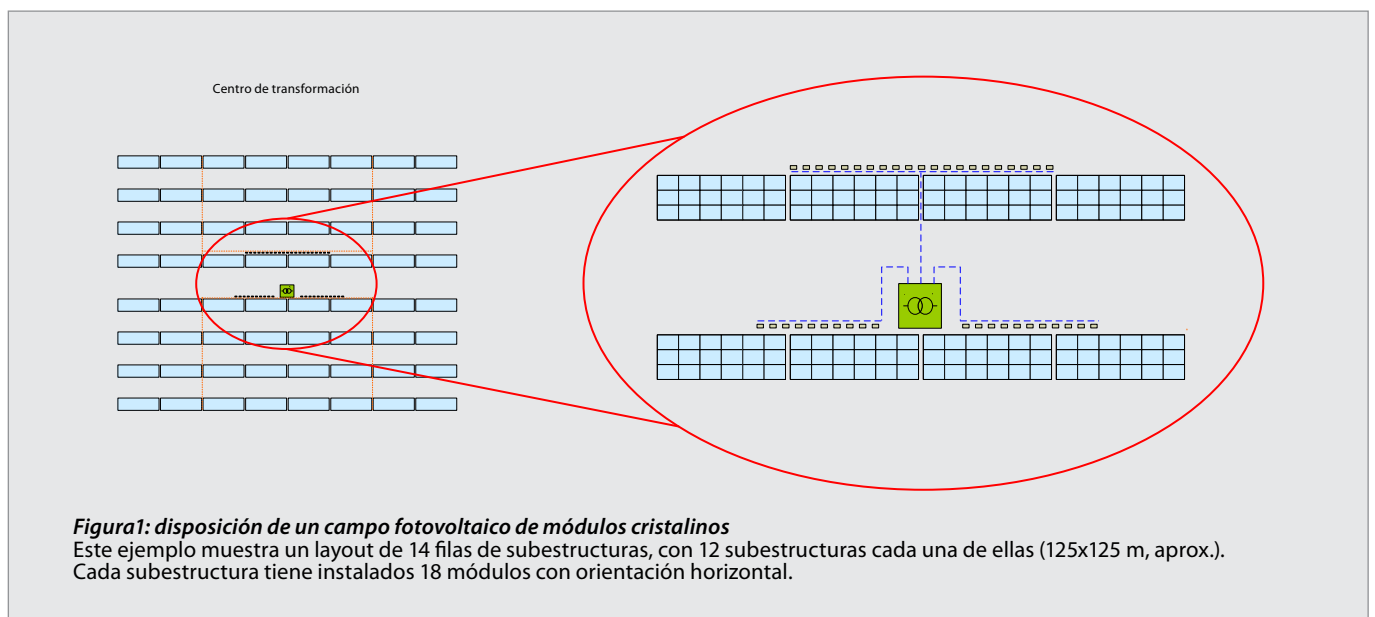 Centro de transformación
Figura1: disposición de un campo fotovoltaico de módulos cristalinos
Este ejemplo muestra un layout de 14 filas de subestructuras, con 12 subestructuras cada una de ellas (125x125 m, aprox.).
Cada subestructura tiene instalados 18 módulos con orientación horizontal.